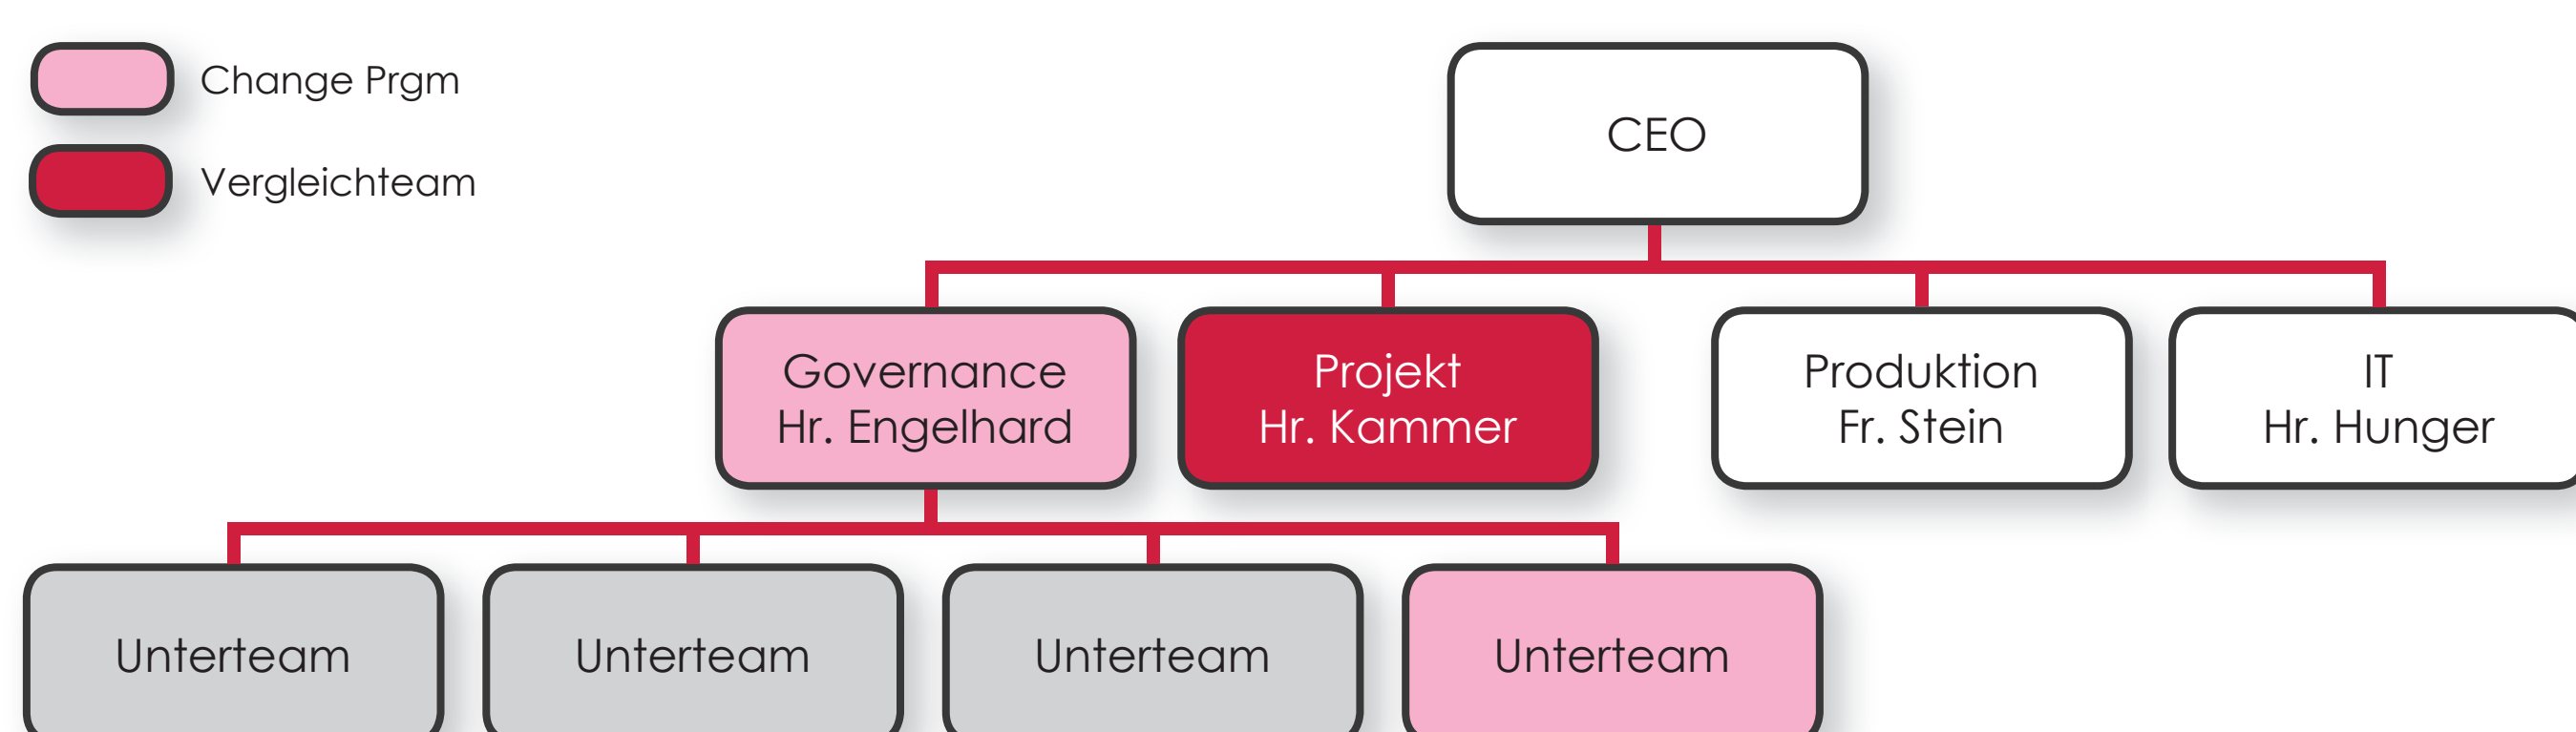 Change Prgm
Vergleichteam
CEO
Governance
Hr. Engelhard
Projekt
Hr. Kammer
Produktion
Fr. Stein
IT
Hr. Hunger
Unterteam
Unterteam
Unterteam
Unterteam